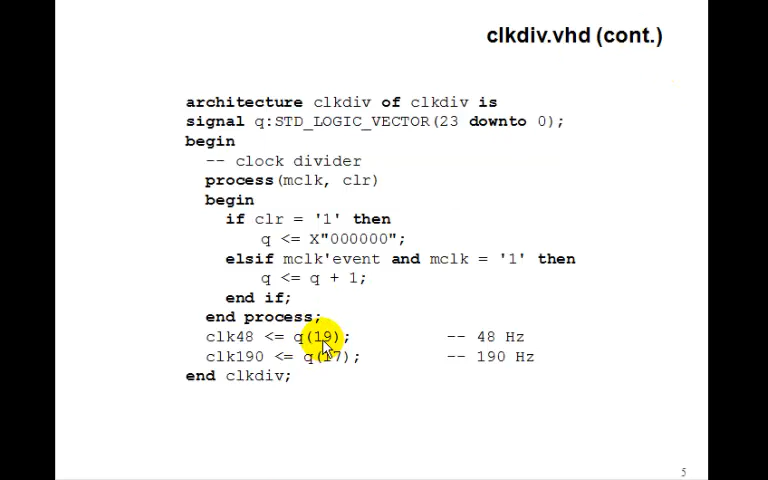 clkdiv.vhd (cont.)
architecture clkdiv of clkdiv is
signal q:STD_LOGIC_VECTOR(23 downto 0);
begin
-- clock divider
process(mclk, clr)
begin
if clr = '1' then
q <= X"000000";
elsif mclk'event and mclk = '1' then
q <= q + 1;
end if;
end process;
clk48 <= q(19); -- 48 Hz
clk190 <= q(17); -- 190 Hz
end clkdiv;
5